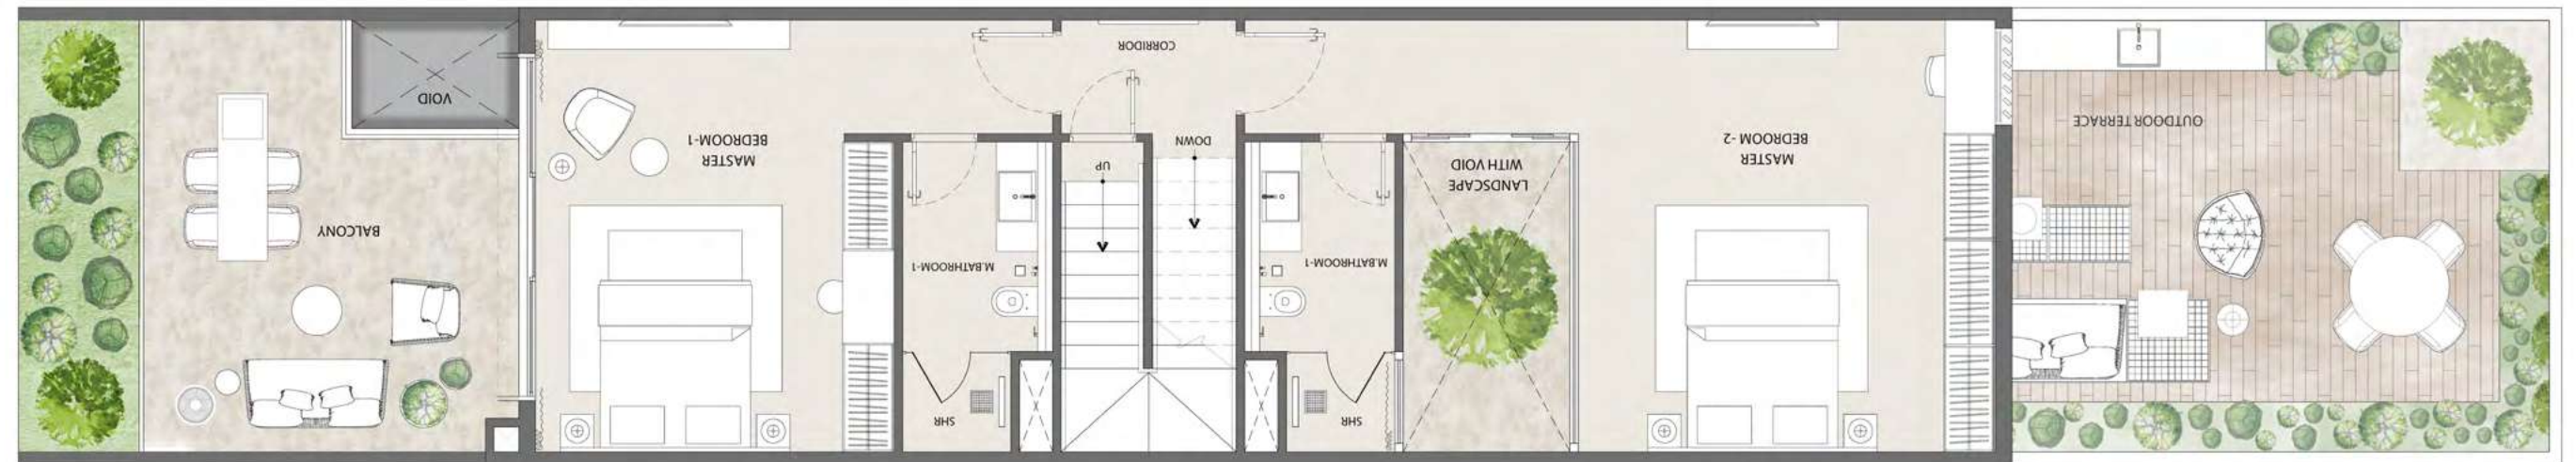 SHR
SHR
M.BATHROOM-1
M.BATHROOM-1
BALCONY
LANDSCAPE
WITH VOID
UP
MASTER
BEDROOM -2
MASTER
BEDROOM-1
DOWN
OUTDOOR TERRACE
VOID
CORRIDOR